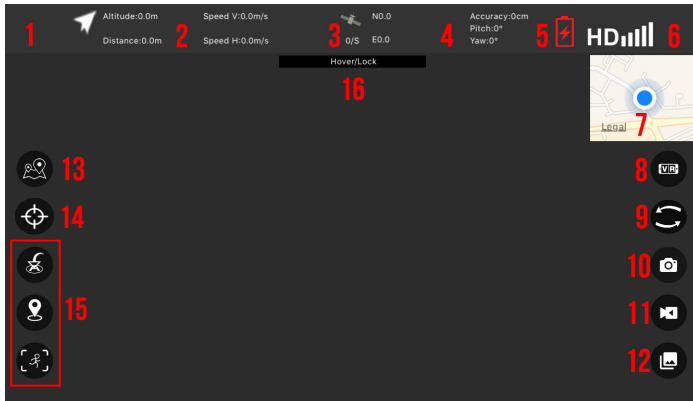 1
Altitude:0.0m
Distance:0.0m
2
Speed V:0.0m/s
Speed H:0.0m/s
3
0/S
N0.0
E0.0
4
Accuracy:0cm
Pitch:0°
Yaw:0°
5
HD
6
Hover/Lock
16
Legal
7
13
8
VR
14
9
10
15
11
12